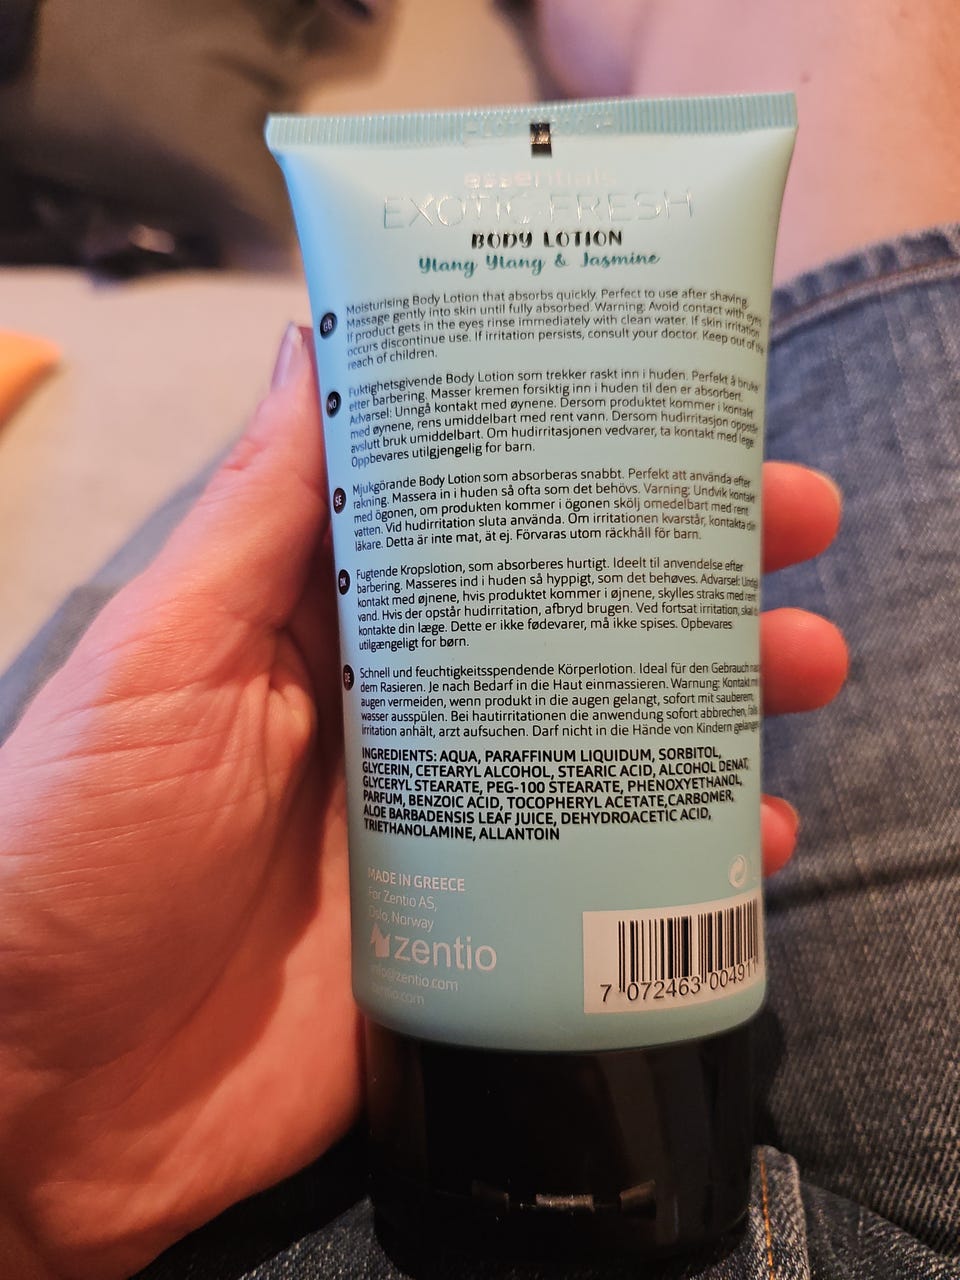 essentials
EXOTIC FRESH
BODY LOTION
Ylang Ylang & Jasmine
GB
Moisturising Body Lotion that absorbs quickly. Perfect to use after shaving.
Massage gently into skin until fully absorbed. Warning: Avoid contact with eyes.
If product gets in the eyes rinse immediately with clean water. If skin irritation
occurs discontinue use. If irritation persists, consult your doctor. Keep out of the
reach of children.
NO
Fuktighetsgivende Body Lotion som trekker raskt inn i huden. Perfekt å bruke
etter barbering. Masser kremen forsiktig inn i huden til den er absorbert.
Advarsel: Unngå kontakt med øynene. Dersom produktet kommer i kontakt
med øynene, rens umiddelbart med rent vann. Dersom hudirritasjon oppstår
avslutt bruk umiddelbart. Om hudirritasjonen vedvarer, ta kontakt med lege.
Oppbevares utilgjengelig for barn.
SE
Mjukgörande Body Lotion som absorberas snabbt. Perfekt att använda efter
rakning. Massera in i huden så ofta som det behövs. Varning: Undvik kontakt
med ögonen, om produkten kommer i ögonen skölj omedelbart med rent
vatten. Vid hudirritation sluta använda. Om irritationen kvarstår, kontakta din
läkare. Detta är inte mat, ät ej. Förvaras utom räckhåll för barn.
DK
Fugtende Kropslotion, som absorberes hurtigt. Ideelt til anvendelse efter
barbering. Masseres ind i huden så hyppigt, som det behøves. Advarsel: Undgå
kontakt med øjnene, hvis produktet kommer i øjnene, skylles straks med rent
vand. Hvis der opstår hudirritation, afbryd brugen. Ved fortsat irritation, skal du
kontakte din læge. Dette er ikke fødevarer, må ikke spises. Opbevares
utilgængeligt for børn.
DE
Schnell und feuchtigkeitsspendende Körperlotion. Ideal für den Gebrauch nach
dem Rasieren. Je nach Bedarf in die Haut einmassieren. Warnung: Kontakt mit
augen vermeiden, wenn produkt in die augen gelangt, sofort mit sauberem
wasser ausspülen. Bei hautirritationen die anwendung sofort abbrechen, falls
irritation anhält, arzt aufsuchen. Darf nicht in die Hände von Kindern gelangen
INGREDIENTS: AQUA, PARAFFINUM LIQUIDUM, SORBITOL,
GLYCERIN, CETEARYL ALCOHOL, STEARIC ACID, ALCOHOL DENAT,
GLYCERYL STEARATE, PEG-100 STEARATE, PHENOXYETHANOL,
PARFUM, BENZOIC ACID, TOCOPHERYL ACETATE,CARBOMER,
ALOE BARBADENSIS LEAF JUICE, DEHYDROACETIC ACID,
TRIETHANOLAMINE, ALLANTOIN
MADE IN GREECE
For Zentio AS,
Oslo, Norway
zentio
info@zentio.com
zentio.com
7 072463 004911